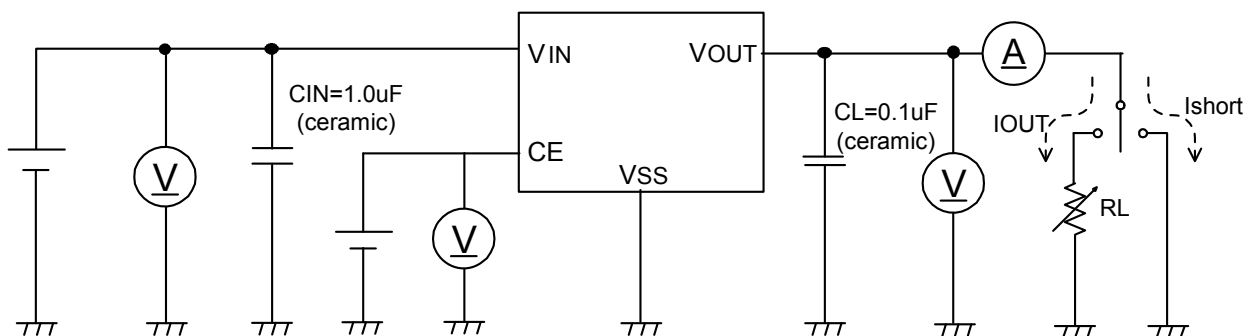 VIN
VOUT
A
CIN=1.0uF
(ceramic)
CL=0.1uF
(ceramic)
IOUT
Ishort
V
CE
V
VSS
V
RL